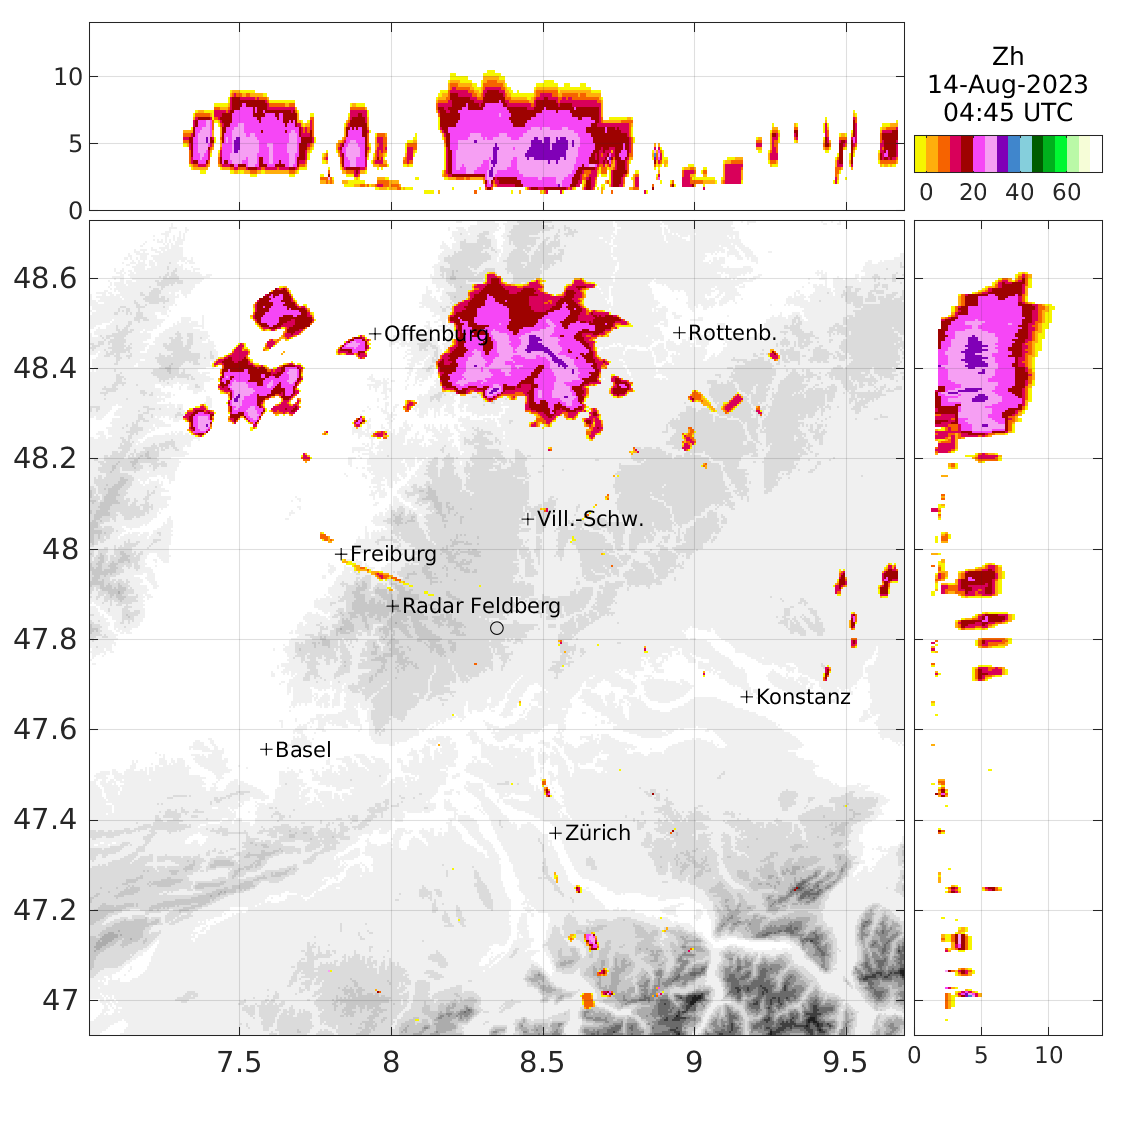 10
5
0
Zh
14-Aug-2023
04:45 UTC
0 20 40 60
48.6
48.4
48.2
48
47.8
47.6
47.4
47.2
47
+Offenburg
+Rottenb.
+Vill.-Schw.
+Freiburg
+Radar Feldberg
+Konstanz
+Basel
+Zürich
7.5 8 8.5 9 9.5
0 5 10